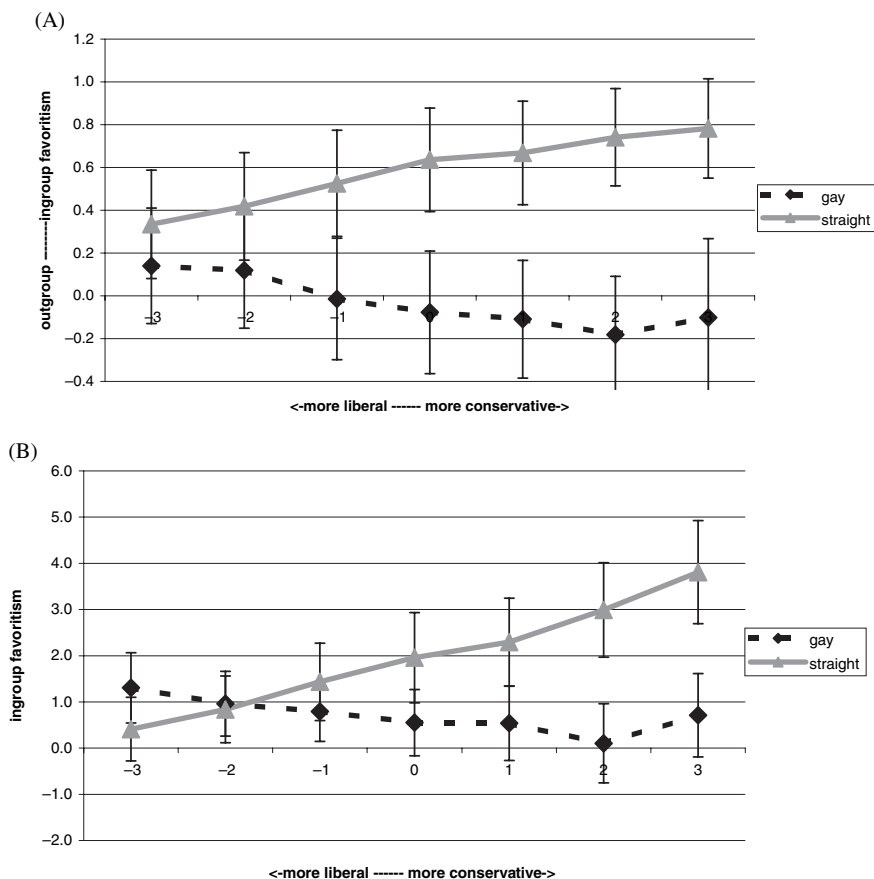 (A)
1.2
1.0
0.8
0.6
0.4
0.2
0.0
−0.2
−0.4
outgroup -------ingroup favoritism
−3 −2 −1 0 1 2 3
<-more liberal ------ more conservative->
gay
straight
(B)
6.0
5.0
4.0
3.0
2.0
1.0
0.0
−1.0
−2.0
ingroup favoritism
−3 −2 −1 0 1 2 3
<-more liberal ------ more conservative->
gay
straight